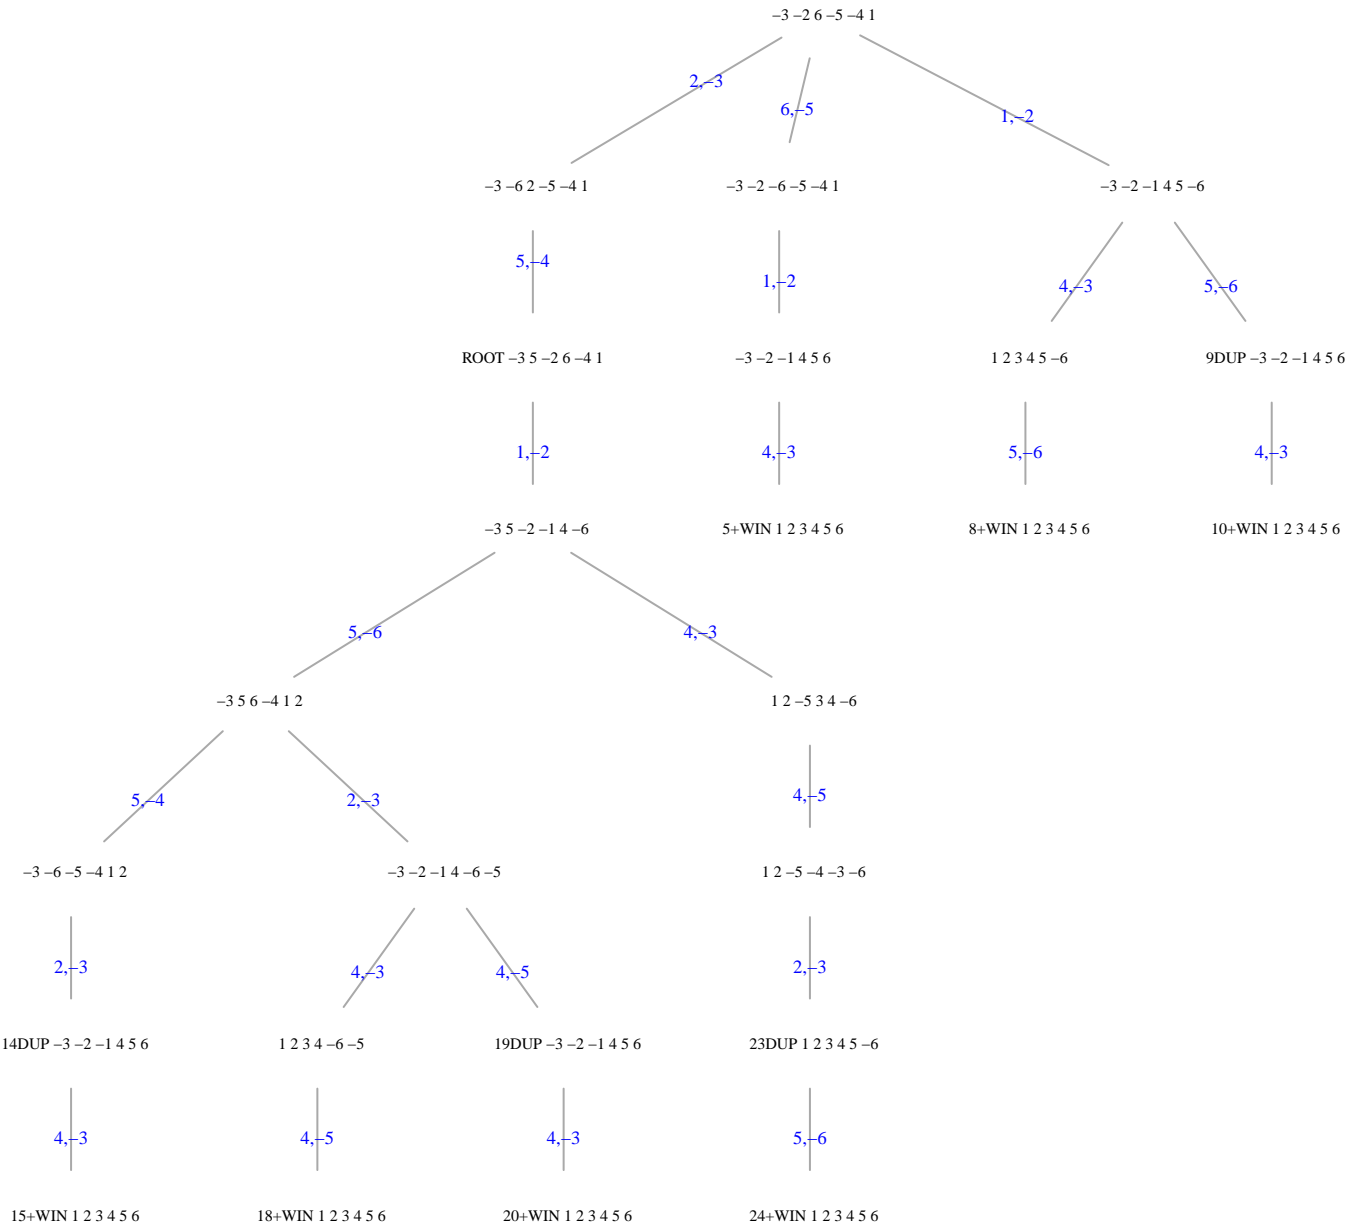 −3 −2 6 −5 −4 1
2,−3
6,−5
1,−2
−3 −6 2 −5 −4 1
−3 −2 −6 −5 −4 1
−3 −2 −1 4 5 −6
5,−4
1,−2
4,−3
5,−6
ROOT −3 5 −2 6 −4 1
−3 −2 −1 4 5 6
1 2 3 4 5 −6
9DUP −3 −2 −1 4 5 6
1,−2
4,−3
5,−6
4,−3
−3 5 −2 −1 4 −6
5+WIN 1 2 3 4 5 6
8+WIN 1 2 3 4 5 6
10+WIN 1 2 3 4 5 6
5,−6
4,−3
−3 5 6 −4 1 2
1 2 −5 3 4 −6
5,−4
2,−3
4,−5
−3 −6 −5 −4 1 2
−3 −2 −1 4 −6 −5
1 2 −5 −4 −3 −6
2,−3
4,−3
4,−5
2,−3
14DUP −3 −2 −1 4 5 6
1 2 3 4 −6 −5
19DUP −3 −2 −1 4 5 6
23DUP 1 2 3 4 5 −6
4,−3
4,−5
4,−3
5,−6
15+WIN 1 2 3 4 5 6
18+WIN 1 2 3 4 5 6
20+WIN 1 2 3 4 5 6
24+WIN 1 2 3 4 5 6